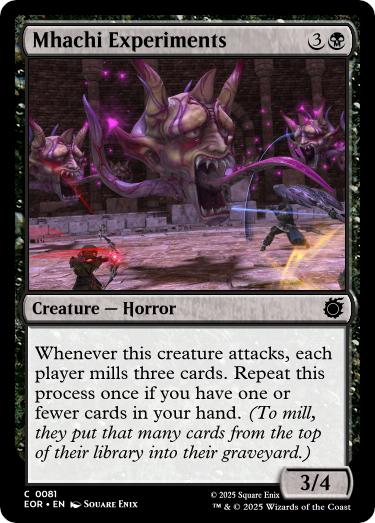 Mhachi Experiments 3
Creature — Horror
Whenever this creature attacks, each
player mills three cards. Repeat this
process once if you have one or
fewer cards in your hand. (To mill,
they put that many cards from the top
of their library into their graveyard.)
3/4
C 0081
EOR • EN SQUARE ENIX
© 2025 Square Enix
™ & © 2025 Wizards of the Coast